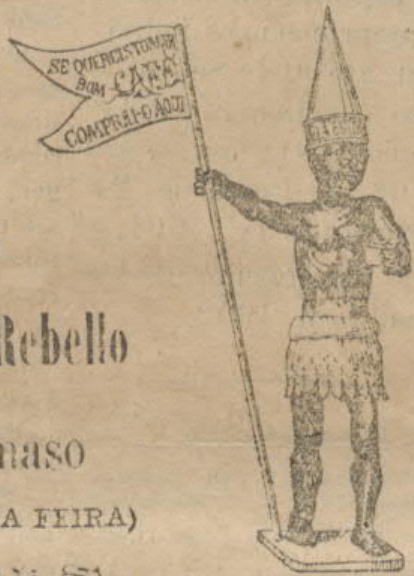 SE QUEREIS TOMAR
BOM CAFÉ
COMPRAI-O AQUI
Rebello
naso
A FEIRA)